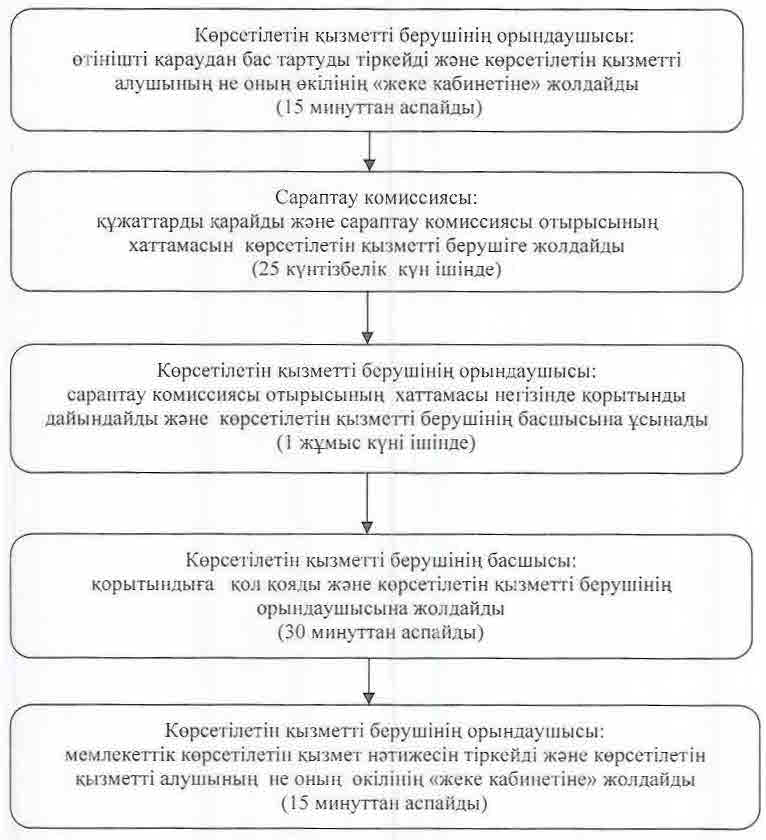 Көрсетілетін қызметті берушінің орындаушысы:
өтінішті қараудан бас тартуды тіркейді және көрсетілетін қызметті
алушының не оның өкілінің «жеке кабинетіне» жолдайды
(15 минуттан аспайды)
Сараптау комиссиясы:
құжаттарды қарайды және сараптау комиссиясы отырысының
хаттамасын көрсетілетін қызметті берушіге жолдайды
(25 күнтізбелік күн ішінде)
Көрсетілетін қызметті берушінің орындаушысы:
сараптау комиссиясы отырысының хаттамасы негізінде қорытынды
дайындайды және көрсетілетін қызметті берушінің басшысына ұсынады
(1 жұмыс күні ішінде)
Көрсетілетін қызметті берушінің басшысы:
қорытындыға қол қояды және көрсетілетін қызметті берушінің
орындаушысына жолдайды
(30 минуттан аспайды)
Көрсетілетін қызметті берушінің орындаушысы:
мемлекеттік көрсетілетін қызмет нәтижесін тіркейді және көрсетілетін
қызметті алушының не оның өкілінің «жеке кабинетіне» жолдайды
(15 минуттан аспайды)